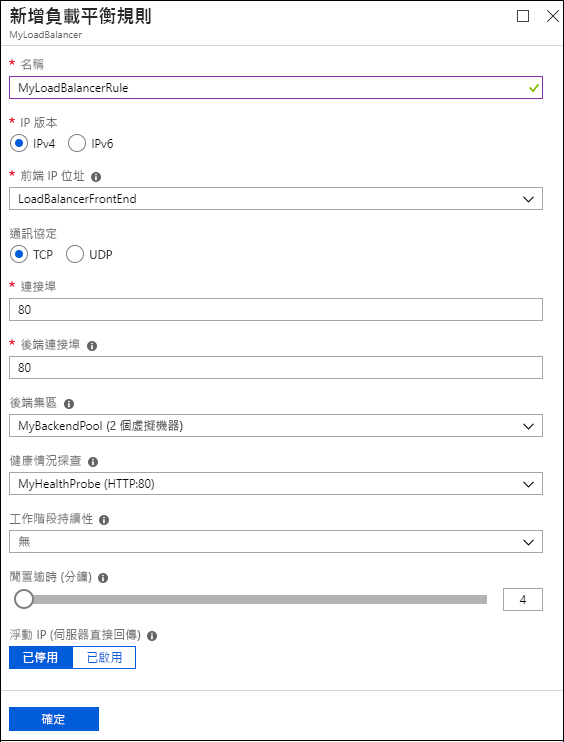 新增負載平衡規則
MyLoadBalancer
* 名稱
MyLoadBalancerRule
* IP 版本
IPv4 IPv6
* 前端 IP 位址
LoadBalancerFrontEnd
通訊協定
TCP UDP
* 連接埠
80
* 後端連接埠
80
後端集區
MyBackendPool (2 個虛擬機器)
健康情況探查
MyHealthProbe (HTTP:80)
工作階段持續性
無
閒置逾時 (分鐘)
4
浮動 IP (伺服器直接回傳)
已停用 已啟用
確定